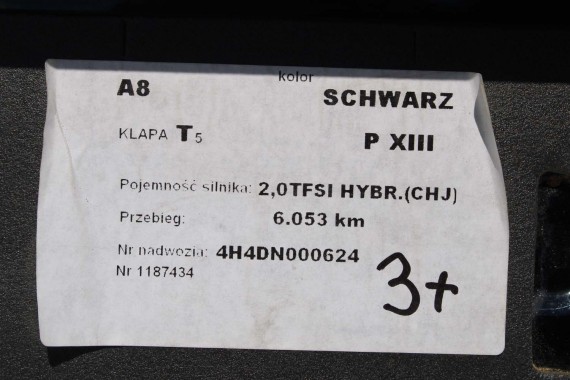 kolor
A8 SCHWARZ
KLAPA T5 P XIII
Pojemność silnika: 2,0TFSI HYBR.(CHJ)
Przebieg: 6.053 km
Nr nadwozia: 4H4DN000624
Nr 1187434
3+